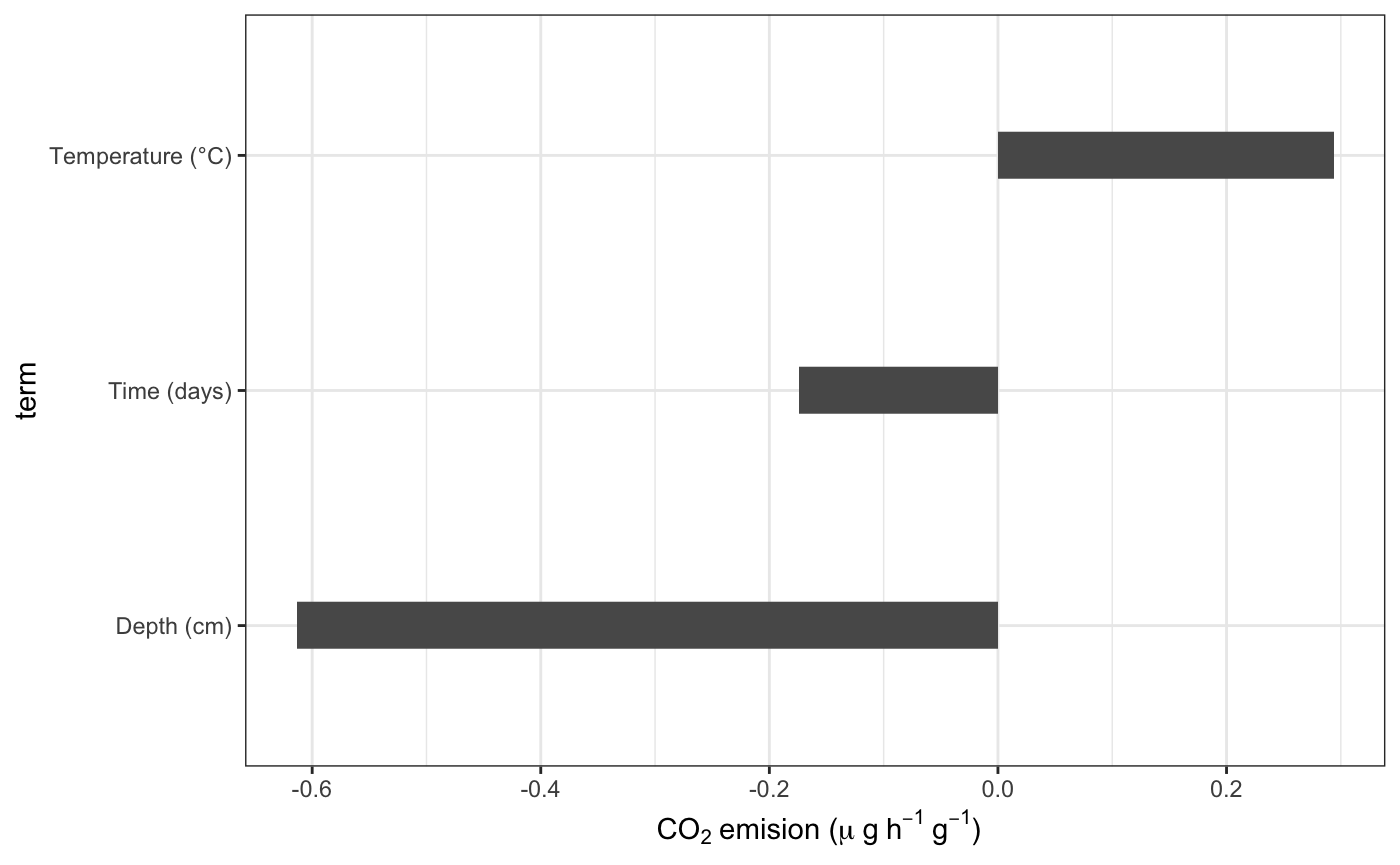 Temperature (°C)
term
Time (days)
Depth (cm)
-0.6 -0.4 -0.2 0.0 0.2
CO₂ emision (μ g h⁻¹ g⁻¹)